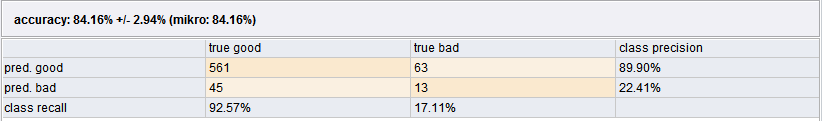 accuracy: 84.16% +/- 2.94% (mikro: 84.16%)
true good true bad class precision
pred. good 561 63 89.90%
pred. bad 45 13 22.41%
class recall 92.57% 17.11%